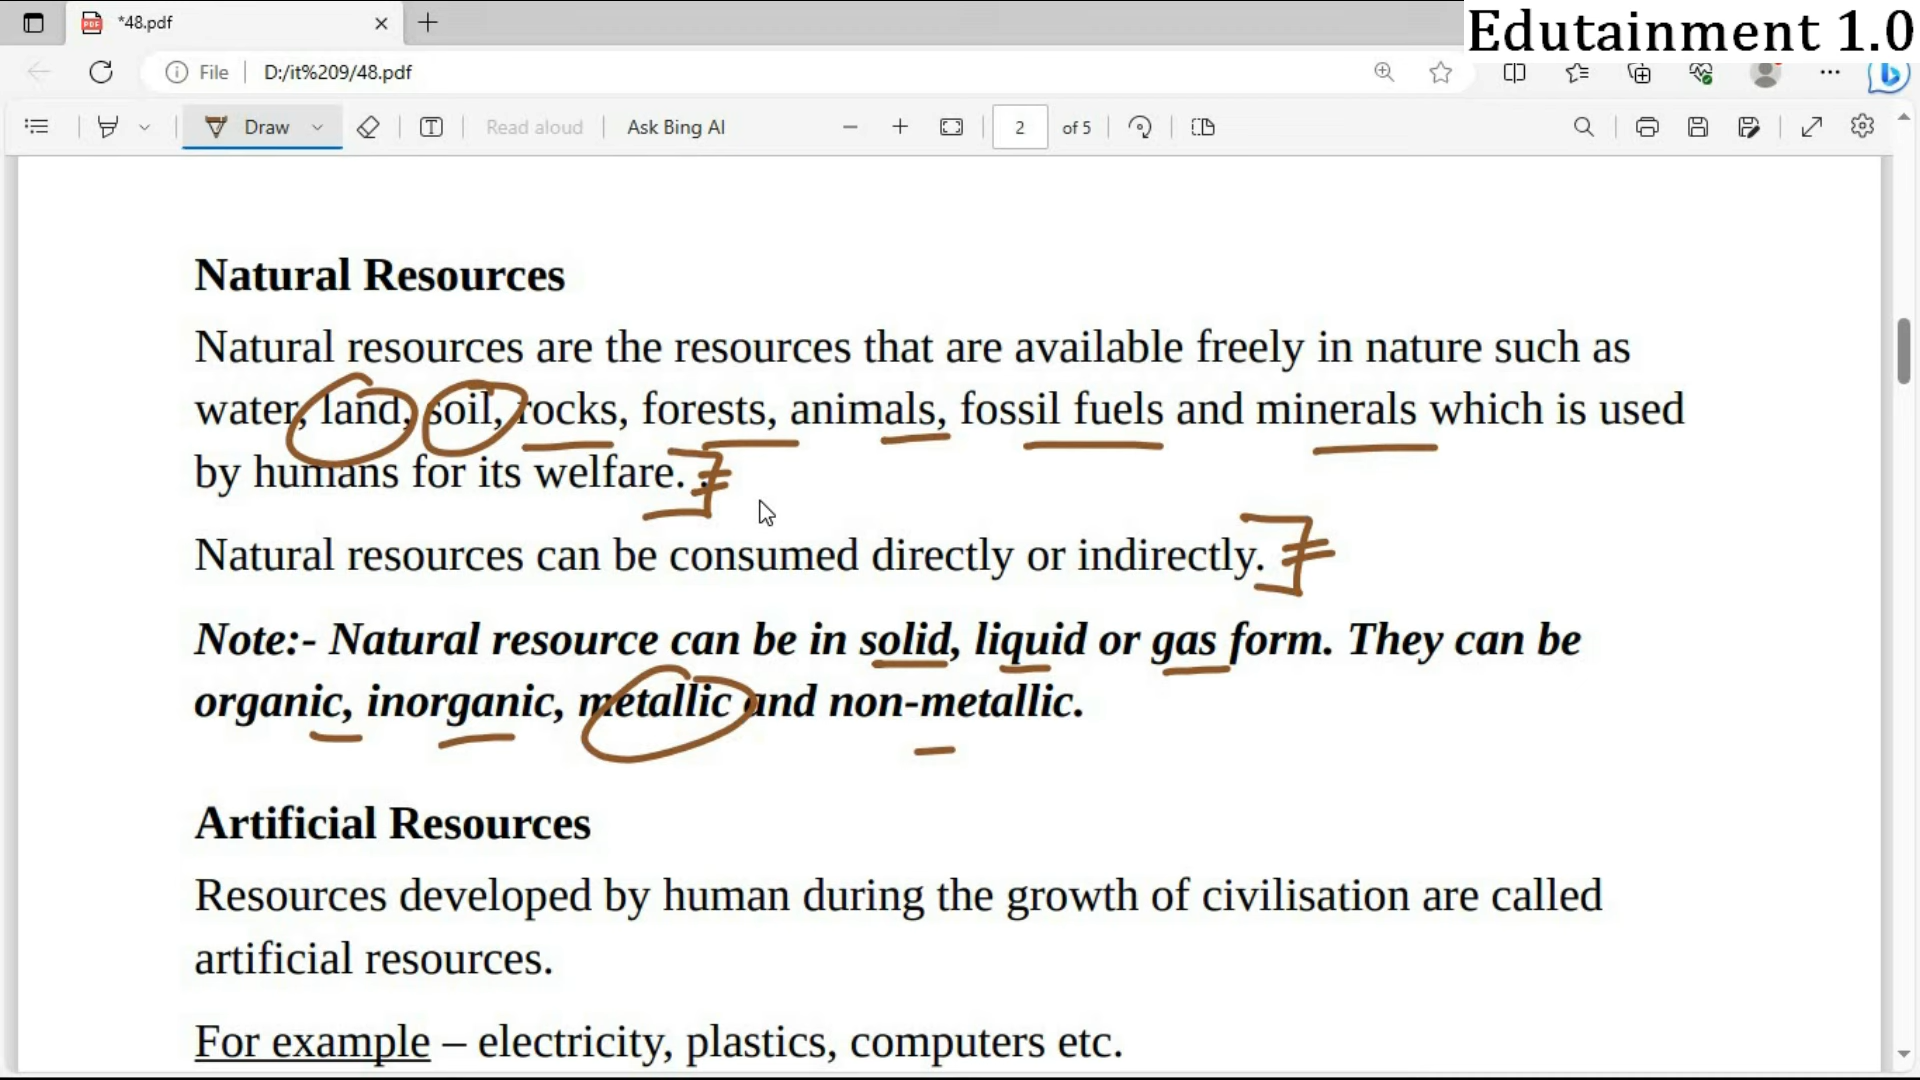 *48.pdf
Edutainment 1.0
File
D:/it%209/48.pdf
Draw
Read aloud
Ask Bing AI
2
of 5
Natural Resources
Natural resources are the resources that are available freely in nature such as
water, land, soil, rocks, forests, animals, fossil fuels and minerals which is used
by humans for its welfare. .
Natural resources can be consumed directly or indirectly.
Note:- Natural resource can be in solid, liquid or gas form. They can be
organic, inorganic, metallic and non-metallic.
Artificial Resources
Resources developed by human during the growth of civilisation are called
artificial resources.
For example – electricity, plastics, computers etc.